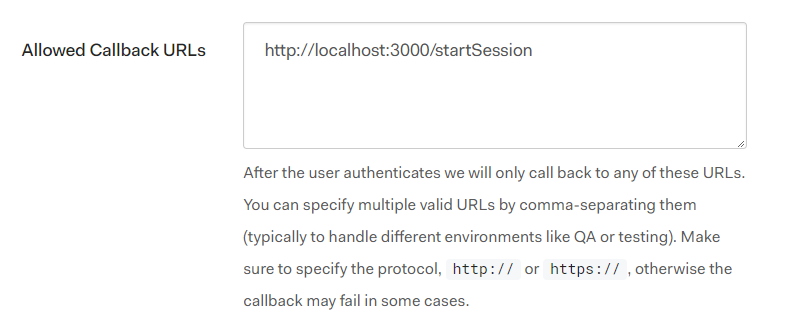 Allowed Callback URLs
http://localhost:3000/startSession
After the user authenticates we will only call back to any of these URLs.
You can specify multiple valid URLs by comma-separating them
(typically to handle different environments like QA or testing). Make
sure to specify the protocol, http:// or https:// , otherwise the
callback may fail in some cases.